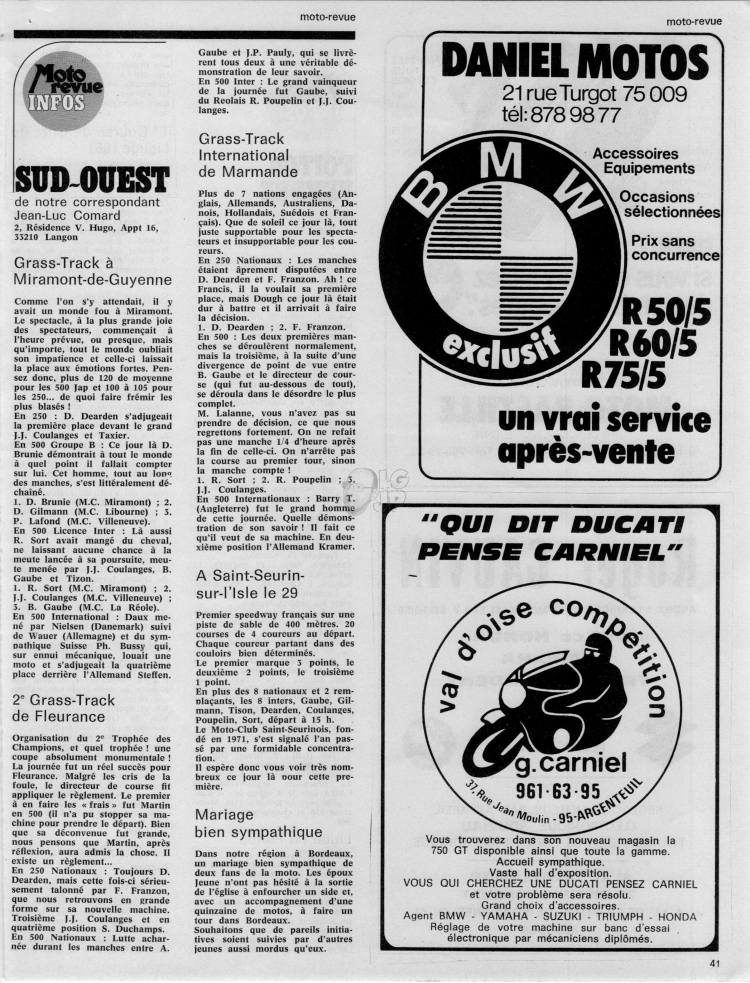 moto-revue
moto-revue
Moto
revue
INFOS
SUD-OUEST
de notre correspondant
Jean-Luc Comard
2, Résidence V. Hugo, Appt 16,
33210 Langon
Grass-Track à
Miramont-de-Guyenne
Comme l'on s'y attendait, il y
avait un monde fou à Miramont.
Le spectacle, à la plus grande joie
des spectateurs, commençait à
l'heure prévue, ou presque, mais
qu'importe, tout le monde oubliait
son impatience et celle-ci laissait
la place aux émotions fortes. Pen-
sez donc, plus de 120 de moyenne
pour les 500 Jap et 100 à 105 pour
les 250... de quoi faire frémir les
plus blasés !
En 250 : D. Dearden s'adjugeait
la première place devant le grand
J.J. Coulanges et Taxier.
En 500 Groupe B : Ce jour là D.
Brunie démontrait à tout le monde
à quel point il fallait compter
sur lui. Cet homme, tout au long
des manches, s'est littéralement dé-
chaîné.
1. D. Brunie (M.C. Miramont) ; 2.
D. Gilmann (M.C. Libourne) ; 3.
P. Lafond (M.C. Villeneuve).
En 500 Licence Inter : Là aussi
R. Sort avait mangé du cheval,
ne laissant aucune chance à la
meute lancée à sa poursuite, meu-
te menée par J.J. Coulanges, B.
Gaube et Tizon.
1. R. Sort (M.C. Miramont) ; 2.
J.J. Coulanges (M.C. Villeneuve) ;
3. B. Gaube (M.C. La Réole).
En 500 International : Daux me-
né par Nielsen (Danemark) suivi
de Wauer (Allemagne) et du sym-
pathique Suisse Ph. Bussy qui,
sur ennui mécanique, louait une
moto et s'adjugeait la quatrième
place derrière l'Allemand Steffen.
2e Grass-Track
de Fleurance
Organisation du 2e Trophée des
Champions, et quel trophée ! une
coupe absolument monumentale !
La journée fut un réel succès pour
Fleurance. Malgré les cris de la
foule, le directeur de course fit
appliquer le règlement. Le premier
à en faire les « frais » fut Martin
en 500 (il n'a pu stopper sa ma-
chine pour prendre le départ). Bien
que sa déconvenue fut grande,
nous pensons que Martin, après
réflexion, aura admis la chose. Il
existe un règlement...
En 250 Nationaux : Toujours D.
Dearden, mais cette fois-ci sérieu-
sement talonné par F. Franzon,
que nous retrouvons en grande
forme sur sa nouvelle machine.
Troisième J.J. Coulanges et en
quatrième position S. Duchamps.
En 500 Nationaux : Lutte achar-
née durant les manches entre A.
Gaube et J.P. Pauly, qui se livrè-
rent tous deux à une véritable dé-
monstration de leur savoir.
En 500 Inter : Le grand vainqueur
de la journée fut Gaube, suivi
du Reolais R. Poupelin et J.J. Cou-
langes.
Grass-Track
International
de Marmande
Plus de 7 nations engagées (An-
glais, Allemands, Australiens, Da-
nois, Hollandais, Suédois et Fran-
çais). Que de soleil ce jour là, tout
juste supportable pour les specta-
teurs et insupportable pour les cou-
reurs.
En 250 Nationaux : Les manches
étaient âprement disputées entre
D. Dearden et F. Franzon. Ah ! ce
Francis, il la voulait sa première
place, mais Dough ce jour là était
dur à battre et il arrivait à faire
la décision.
1. D. Dearden ; 2. F. Franzon.
En 500 : Les deux premières man-
ches se déroulèrent normalement,
mais la troisième, à la suite d'une
divergence de point de vue entre
B. Gaube et le directeur de cour-
se (qui fut au-dessous de tout),
se déroula dans le désordre le plus
complet.
M. Lalanne, vous n'avez pas su
prendre de décision, ce que nous
regrettons fortement. On ne refait
pas une manche 1/4 d'heure après
la fin de celle-ci. On n'arrête pas
la course au premier tour, sinon
la manche compte !
1. R. Sort ; 2. R. Poupelin ; 3.
J.J. Coulanges.
En 500 Internationaux : Barry T.
(Angleterre) fut le grand homme
de cette journée. Quelle démons-
tration de son savoir ! Il fait ce
qu'il veut de sa machine. En deu-
xième position l'Allemand Kramer.
A Saint-Seurin-
sur-l'Isle le 29
Premier speedway français sur une
piste de sable de 400 mètres. 20
courses de 4 coureurs au départ.
Chaque coureur partant dans des
couloirs bien déterminés.
Le premier marque 3 points, le
deuxième 2 points, le troisième
1 point.
En plus des 8 nationaux et 2 rem-
plaçants, les 8 inters, Gaube, Gil-
mann, Tison, Dearden, Coulanges,
Poupelin, Sort, départ à 15 h.
Le Moto-Club Saint-Seurinois, fon-
dé en 1971, s'est signalé l'an pas-
sé par une formidable concentra-
tion.
Il espère donc vous voir très nom-
breux ce jour là pour cette pre-
mière.
Mariage
bien sympathique
Dans notre région à Bordeaux,
un mariage bien sympathique de
deux fans de la moto. Les époux
Jeune n'ont pas hésité à la sortie
de l'église à enfourcher un side et,
avec un accompagnement d'une
quinzaine de motos, à faire un
tour dans Bordeaux.
Souhaitons que de pareils initia-
tives soient suivies par d'autres
jeunes aussi mordus qu'eux.
DANIEL MOTOS
21 rue Turgot 75 009
tél: 878 98 77
BMW
exclusif
Accessoires
Equipements
Occasions
sélectionnées
Prix sans
concurrence
R 50/5
R 60/5
R 75/5
un vrai service
après-vente
"QUI DIT DUCATI
PENSE CARNIEL"
val d'oise compétition
g. carniel
961·63·95
37, Rue Jean Moulin - 95-ARGENTEUIL
Vous trouverez dans son nouveau magasin la
750 GT disponible ainsi que toute la gamme.
Accueil sympathique.
Vaste hall d'exposition.
VOUS QUI CHERCHEZ UNE DUCATI PENSEZ CARNIEL
et votre problème sera résolu.
Grand choix d'accessoires.
Agent BMW - YAMAHA - SUZUKI - TRIUMPH - HONDA
Réglage de votre machine sur banc d'essai
électronique par mécaniciens diplômés.
41